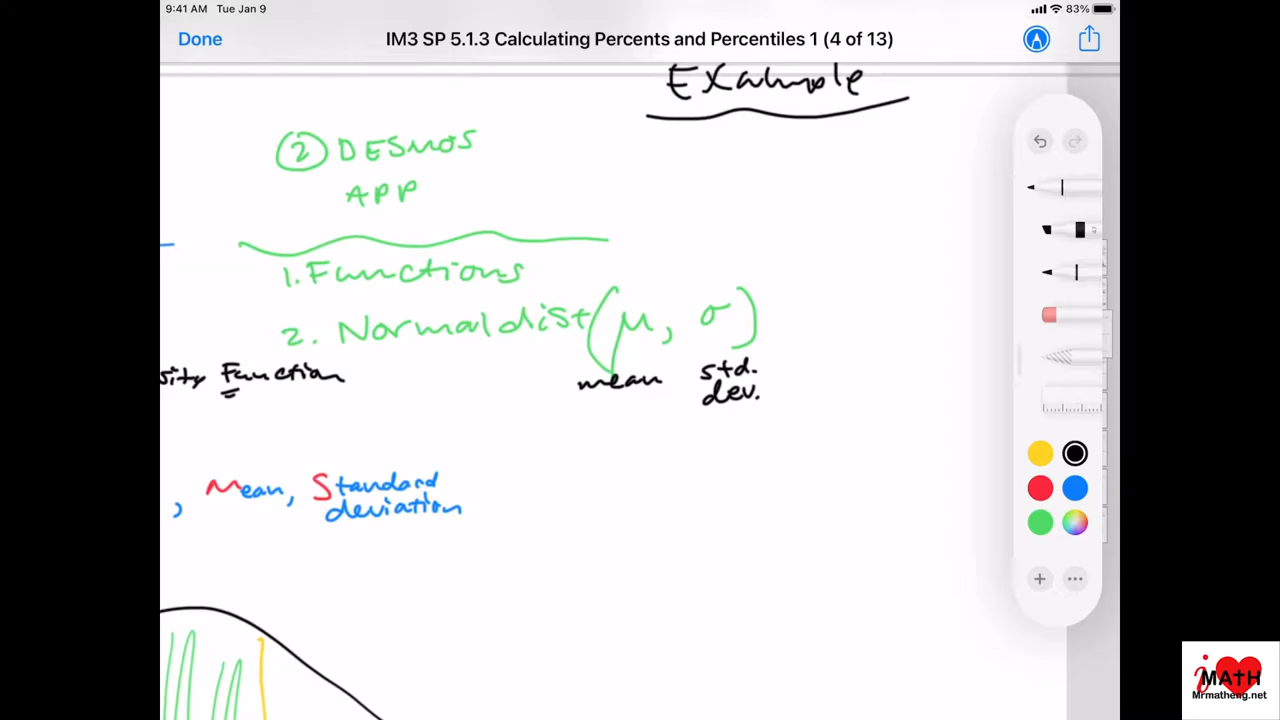 9:41 AM Tue Jan 9
83%
Done
IM3 SP 5.1.3 Calculating Percents and Percentiles 1 (4 of 13)
Example
② DESMOS
APP
1. Functions
2. Normaldist(μ, σ)
sity Function
mean
std.
dev.
, Mean, Standard
deviation
i
MATH
Mrmatheng.net